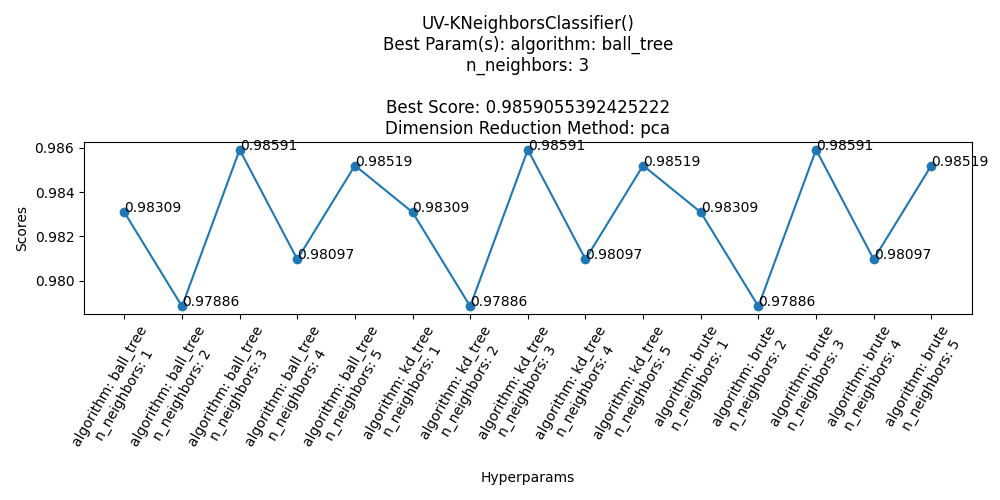 UV-KNeighborsClassifier()
Best Param(s): algorithm: ball_tree
n_neighbors: 3
Best Score: 0.9859055392425222
Dimension Reduction Method: pca
Scores
0.986
0.984
0.982
0.980
0.98309
0.97886
0.98591
0.98097
0.98519
0.98309
0.97886
0.98591
0.98097
0.98519
0.98309
0.97886
0.98591
0.98097
0.98519
algorithm: ball_tree
n_neighbors: 1
algorithm: ball_tree
n_neighbors: 2
algorithm: ball_tree
n_neighbors: 3
algorithm: ball_tree
n_neighbors: 4
algorithm: ball_tree
n_neighbors: 5
algorithm: kd_tree
n_neighbors: 1
algorithm: kd_tree
n_neighbors: 2
algorithm: kd_tree
n_neighbors: 3
algorithm: kd_tree
n_neighbors: 4
algorithm: kd_tree
n_neighbors: 5
algorithm: brute
n_neighbors: 1
algorithm: brute
n_neighbors: 2
algorithm: brute
n_neighbors: 3
algorithm: brute
n_neighbors: 4
algorithm: brute
n_neighbors: 5
Hyperparams